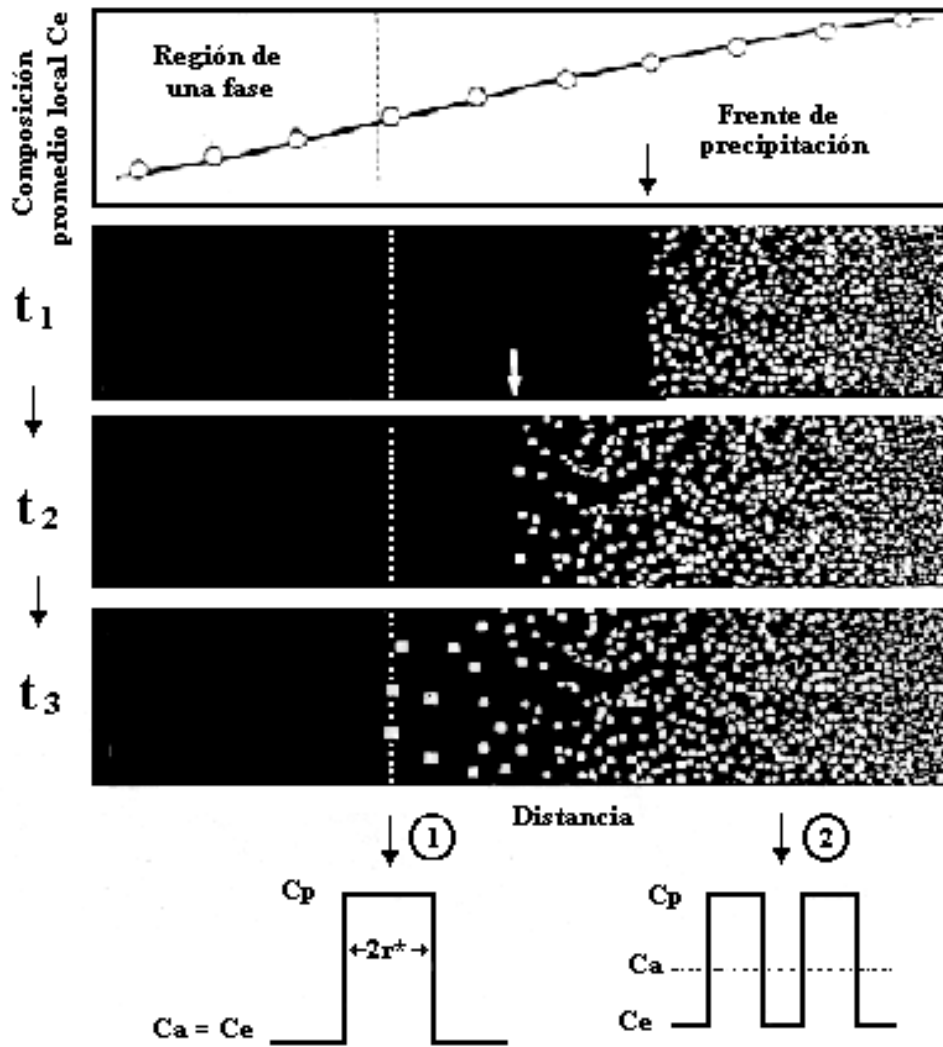 Composición
promedio local Ce
Región de
una fase
Frente de
precipitación
t1
t2
t3
Distancia
1
2
Cp
2r*
Ca = Ce
Cp
Ca
Ce